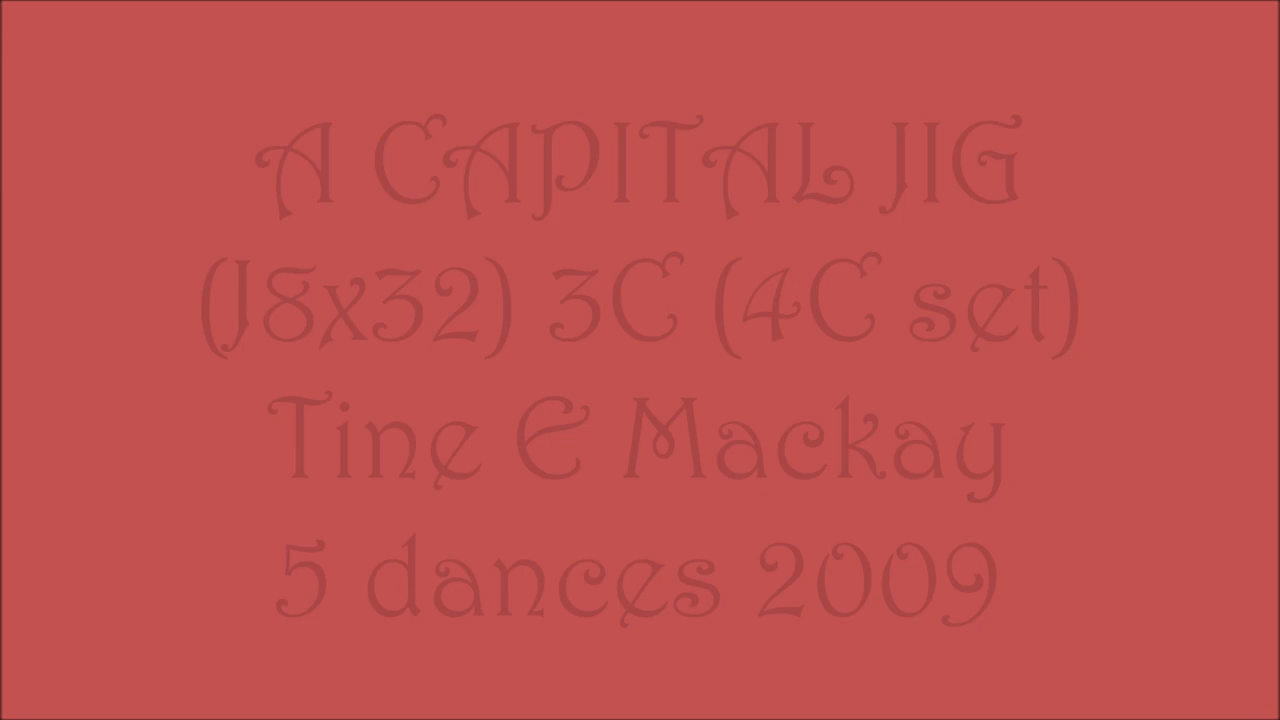 A CAPITAL JIG
(J8x32) 3C (4C set)
Tine E Mackay
5 dances 2009